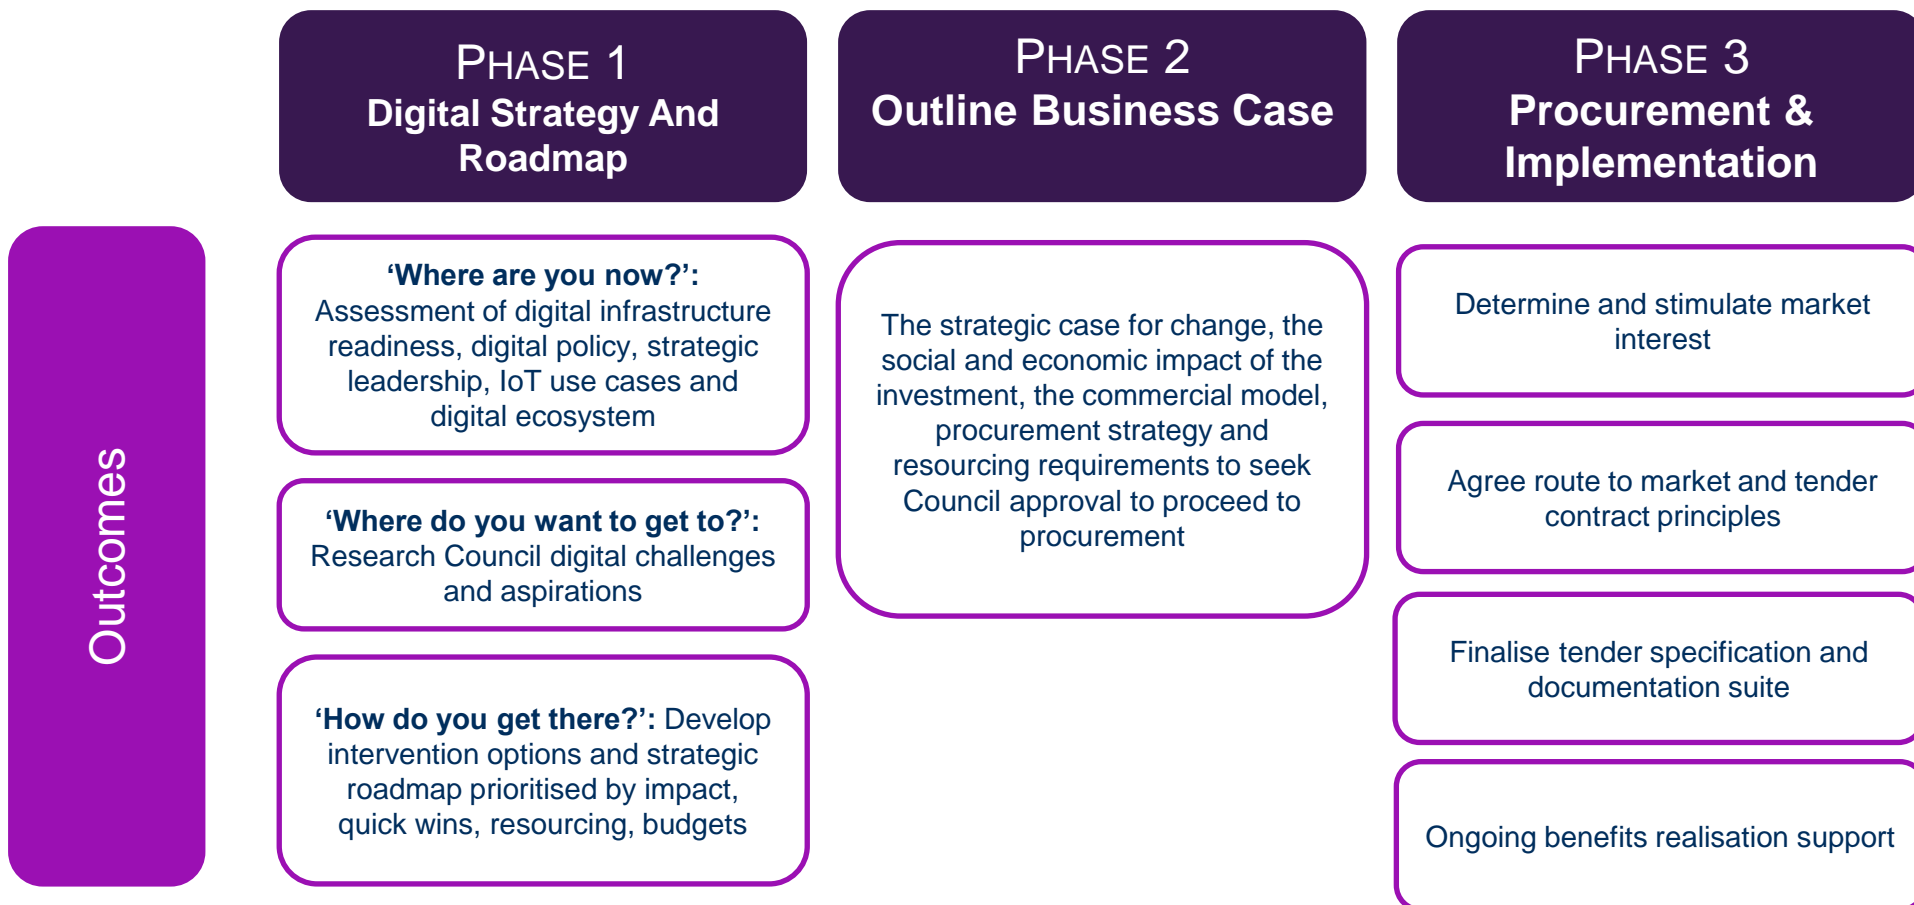 PHASE 1
Digital Strategy And
Roadmap
PHASE 2
Outline Business Case
PHASE 3
Procurement &
Implementation
Outcomes
‘Where are you now?’:
Assessment of digital infrastructure
readiness, digital policy, strategic
leadership, IoT use cases and
digital ecosystem
‘Where do you want to get to?’:
Research Council digital challenges
and aspirations
‘How do you get there?’: Develop
intervention options and strategic
roadmap prioritised by impact,
quick wins, resourcing, budgets
The strategic case for change, the
social and economic impact of the
investment, the commercial model,
procurement strategy and
resourcing requirements to seek
Council approval to proceed to
procurement
Determine and stimulate market
interest
Agree route to market and tender
contract principles
Finalise tender specification and
documentation suite
Ongoing benefits realisation support